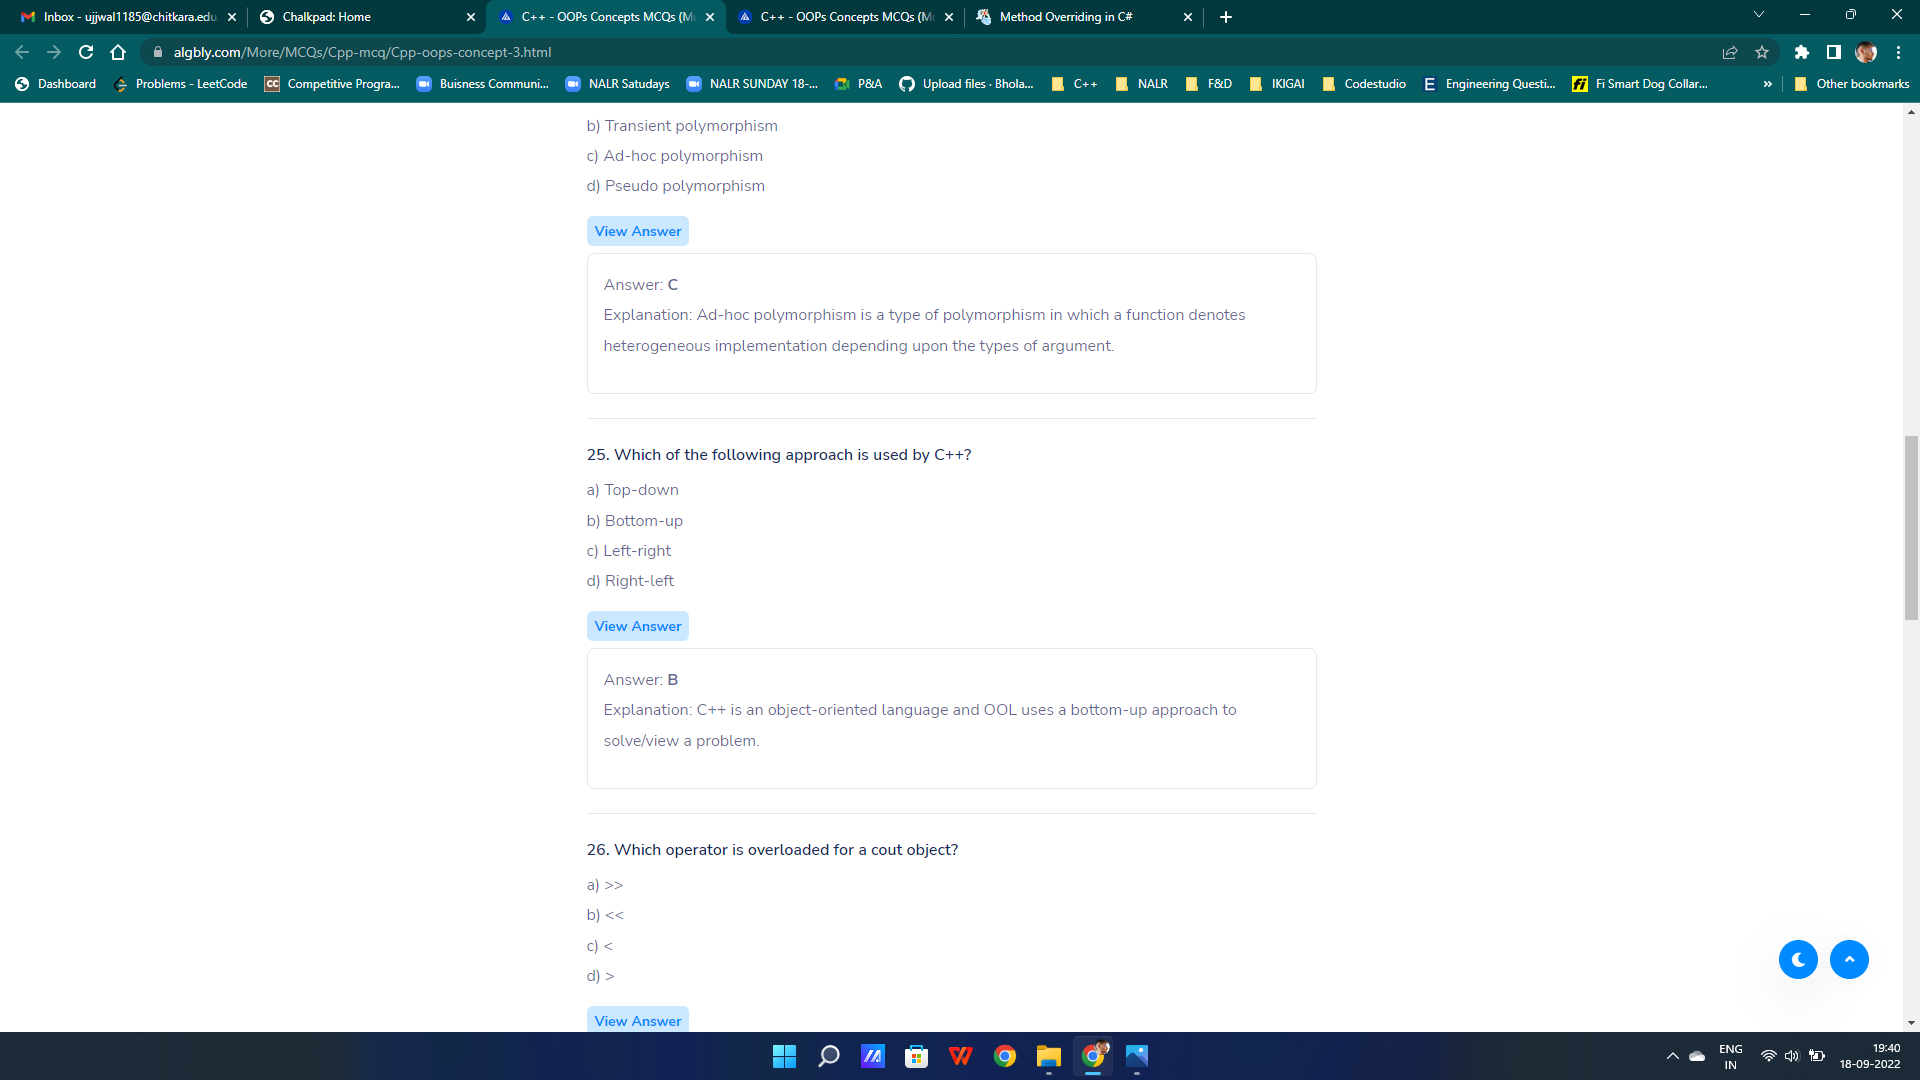 Inbox - ujjwal1185@chitkara.edu
Chalkpad: Home
C++ - OOPs Concepts MCQs (Mu
C++ - OOPs Concepts MCQs (Mu
Method Overriding in C#
algbly.com/More/MCQs/Cpp-mcq/Cpp-oops-concept-3.html
Dashboard
Problems - LeetCode
CC Competitive Progra...
Buisness Communi...
NALR Satudays
NALR SUNDAY 18-...
P&A
Upload files · Bhola...
C++
NALR
F&D
IKIGAI
Codestudio
E Engineering Questi...
fi Fi Smart Dog Collar...
»
Other bookmarks
b) Transient polymorphism
c) Ad-hoc polymorphism
d) Pseudo polymorphism
View Answer
Answer: C
Explanation: Ad-hoc polymorphism is a type of polymorphism in which a function denotes
heterogeneous implementation depending upon the types of argument.
25. Which of the following approach is used by C++?
a) Top-down
b) Bottom-up
c) Left-right
d) Right-left
View Answer
Answer: B
Explanation: C++ is an object-oriented language and OOL uses a bottom-up approach to
solve/view a problem.
26. Which operator is overloaded for a cout object?
a) >>
b) <<
c) <
d) >
View Answer
ENG
IN
19:40
18-09-2022